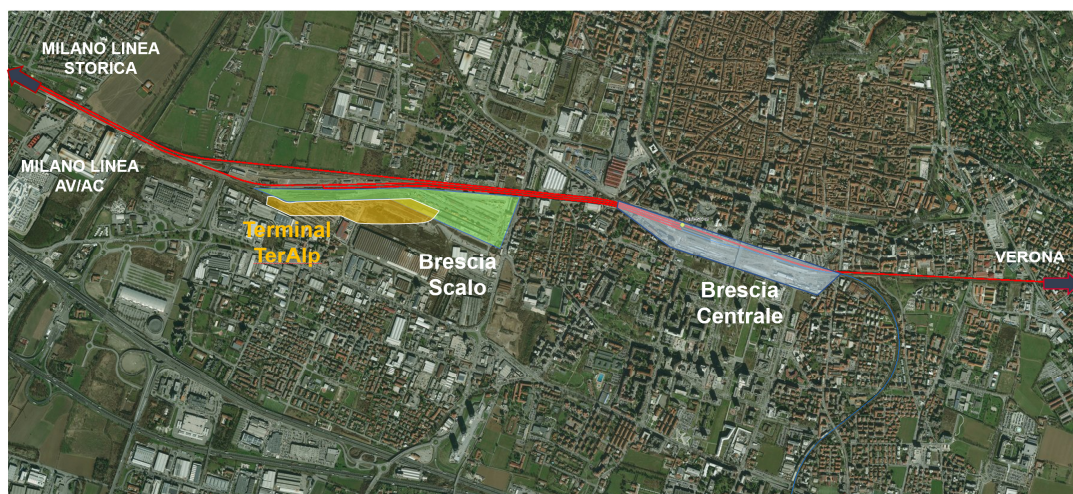 MILANO LINEA
STORICA
MILANO LINEA
AV/AC
Terminal
TerAlp
Brescia
Scalo
Brescia
Centrale
VERONA